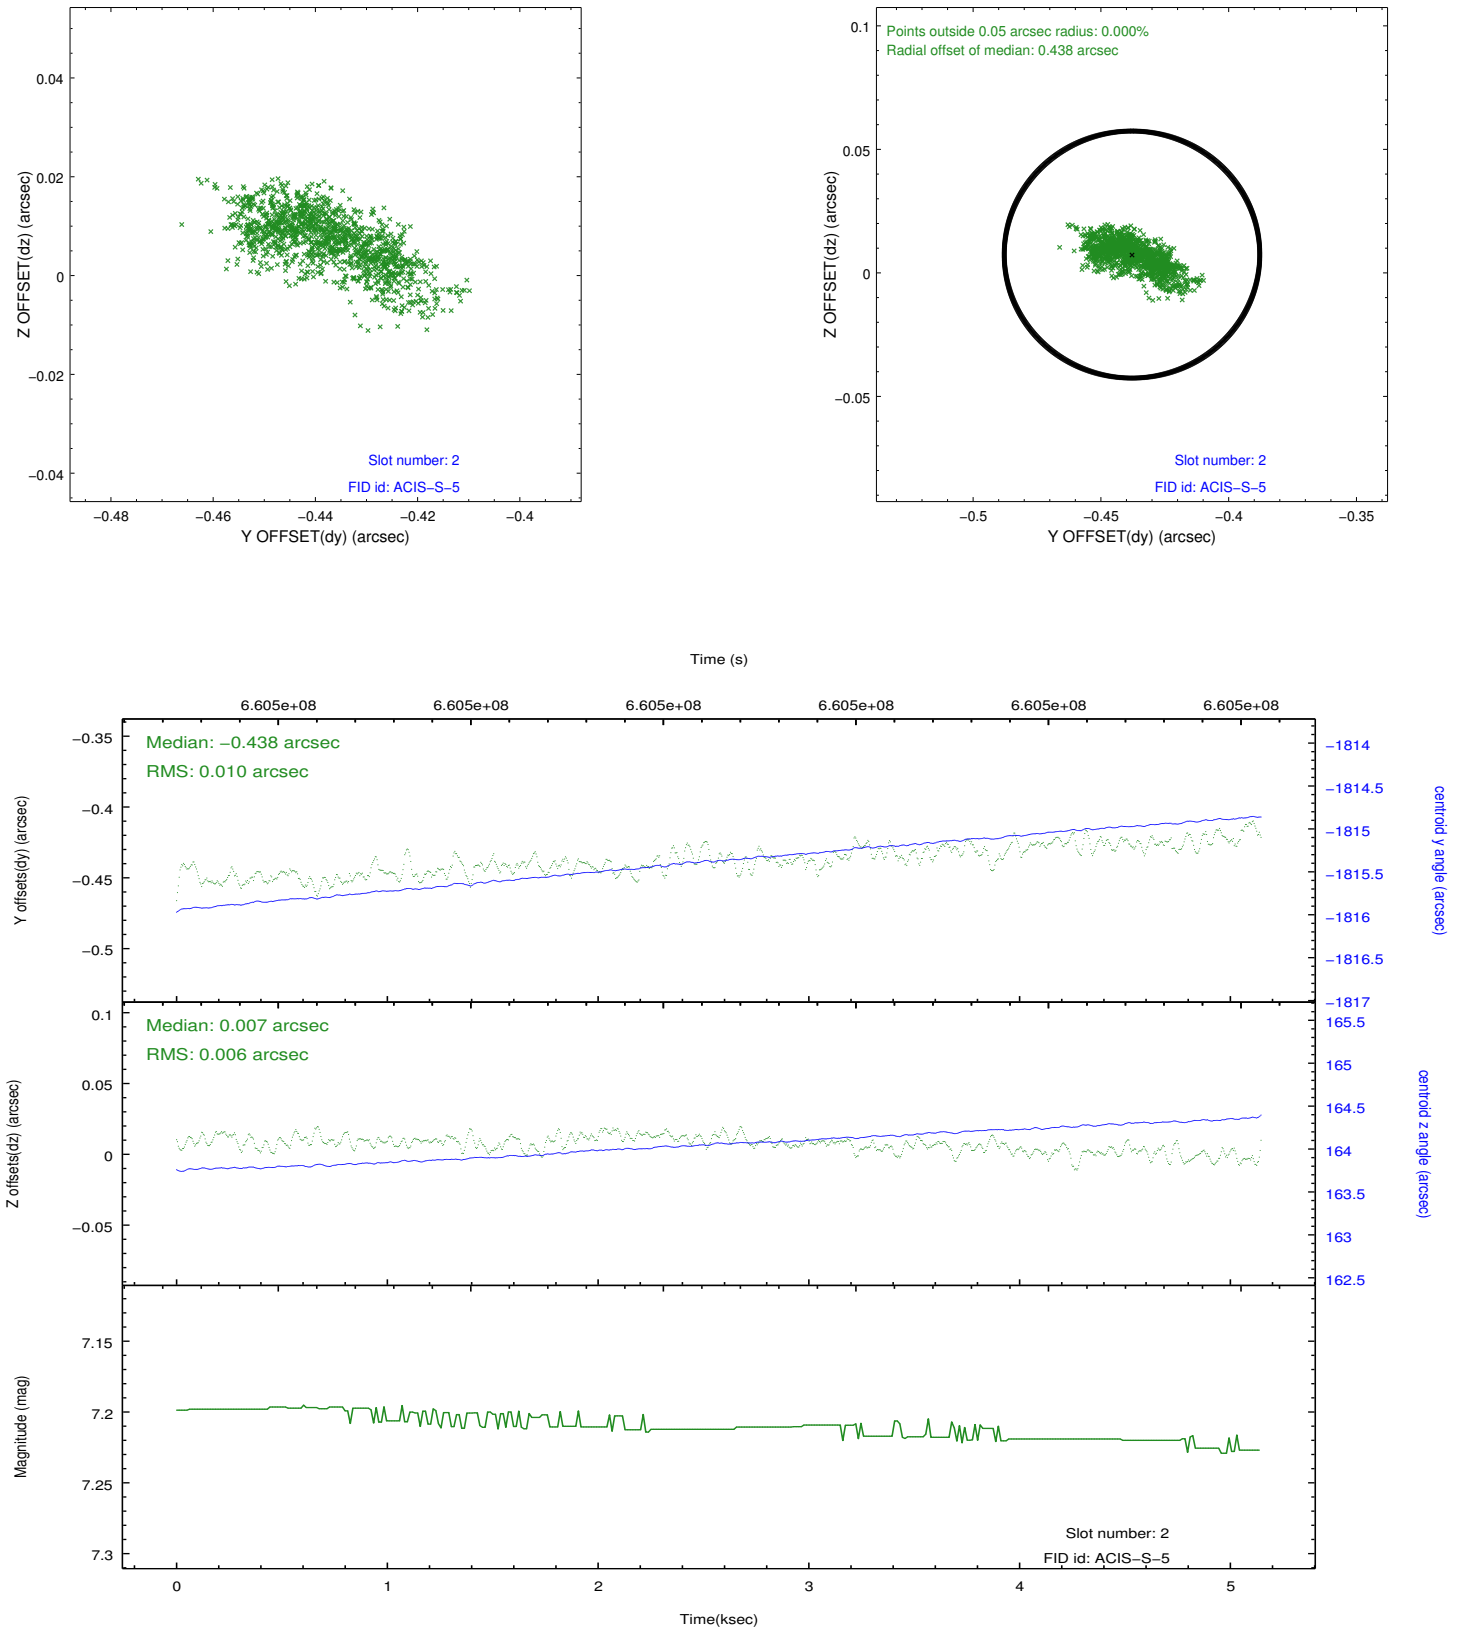 0.04
0.02
0
−0.02
−0.04
Z OFFSET(dz) (arcsec)
Slot number: 2
FID id: ACIS−S−5
−0.48
−0.46
−0.44
−0.42
−0.4
Y OFFSET(dy) (arcsec)
Points outside 0.05 arcsec radius: 0.000%
Radial offset of median: 0.438 arcsec
0.1
0.05
0
−0.05
Z OFFSET(dz) (arcsec)
Slot number: 2
FID id: ACIS−S−5
−0.5
−0.45
−0.4
−0.35
Y OFFSET(dy) (arcsec)
Time (s)
6.605e+08
6.605e+08
6.605e+08
6.605e+08
6.605e+08
6.605e+08
Median: −0.438 arcsec
RMS: 0.010 arcsec
−0.35
−0.4
−0.45
−0.5
Y offsets(dy) (arcsec)
−1814
−1814.5
−1815
−1815.5
−1816
−1816.5
−1817
centroid y angle (arcsec)
Median: 0.007 arcsec
RMS: 0.006 arcsec
0.1
0.05
0
−0.05
Z offsets(dz) (arcsec)
165.5
165
164.5
164
163.5
163
162.5
centroid z angle (arcsec)
7.15
7.2
7.25
7.3
Magnitude (mag)
Slot number: 2
FID id: ACIS−S−5
0
1
2
3
4
5
Time(ksec)